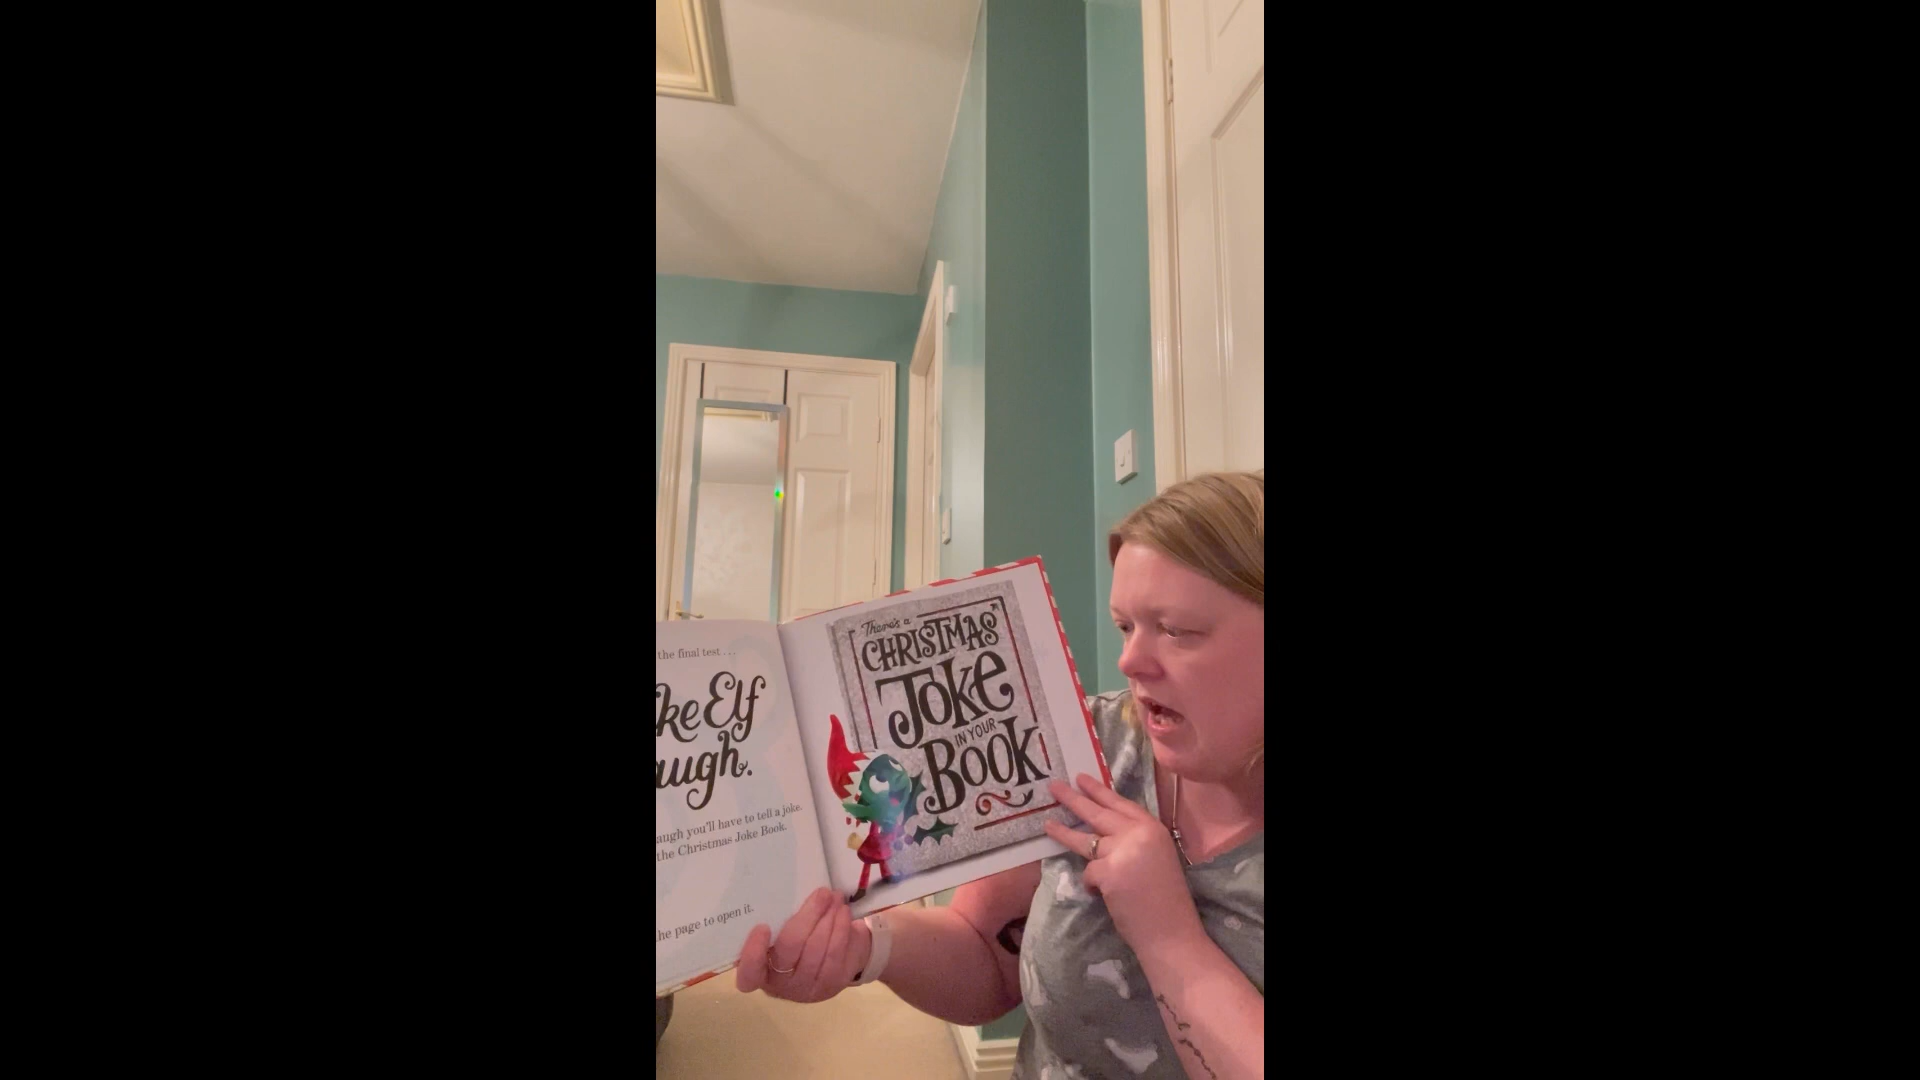 the final test...
ke Elf
augh.
augh you'll have to tell a joke.
the Christmas Joke Book.
the page to open it.
There's a
CHRISTMAS
JOKE
IN YOUR
BOOK